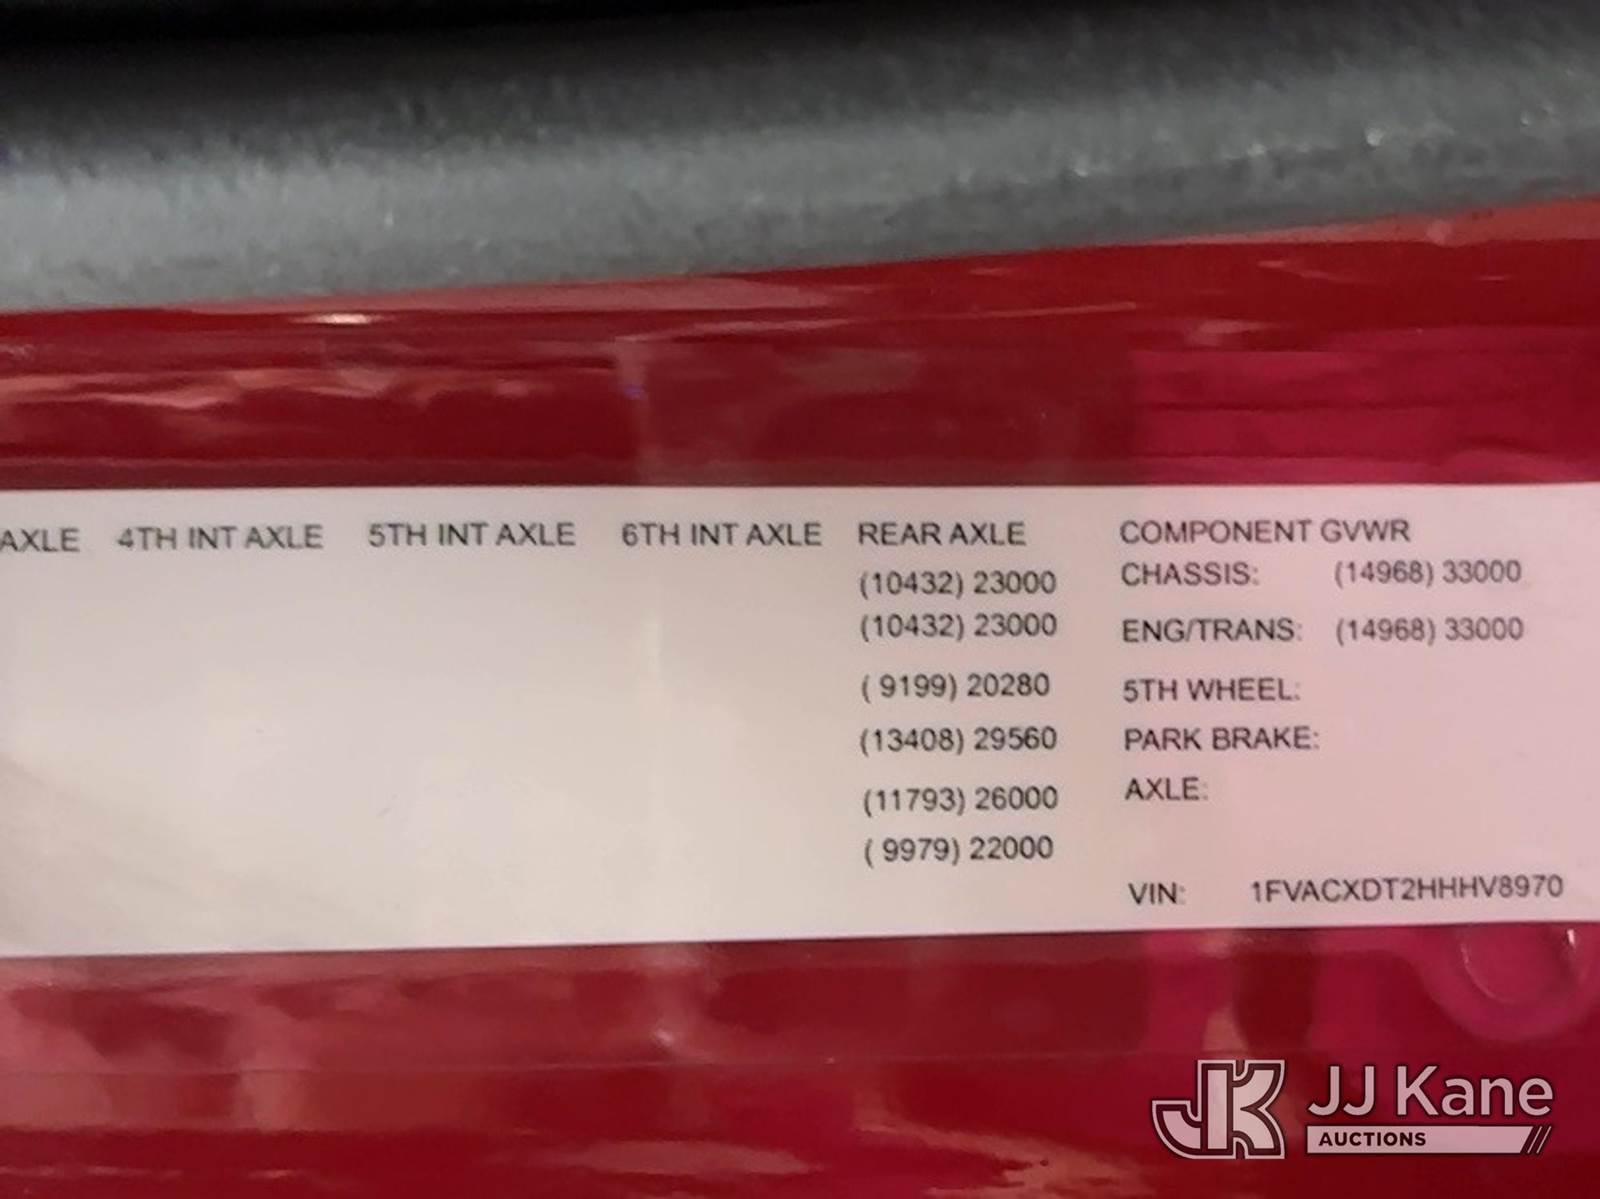 AXLE 4TH INT AXLE 5TH INT AXLE 6TH INT AXLE REAR AXLE COMPONENT GVWR
(10432) 23000 CHASSIS: (14968) 33000
(10432) 23000 ENG/TRANS: (14968) 33000
( 9199) 20280 5TH WHEEL:
(13408) 29560 PARK BRAKE:
(11793) 26000 AXLE:
( 9979) 22000
VIN: 1FVACXDT2HHHV8970
JK JJ Kane
AUCTIONS